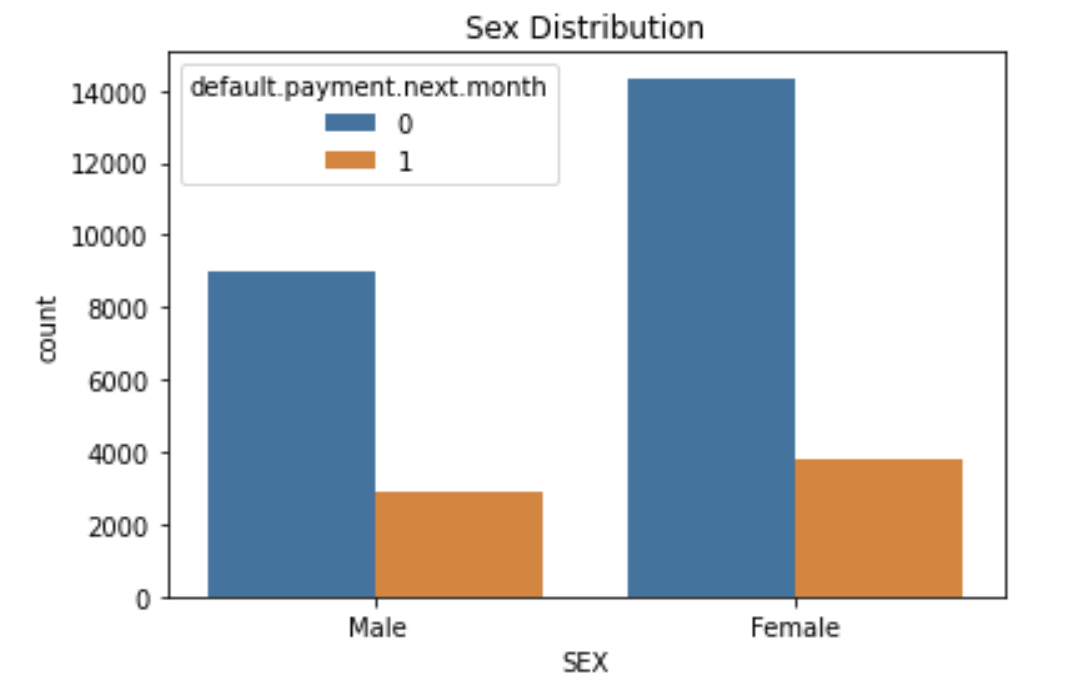 Sex Distribution
default.payment.next.month
0
1
14000
12000
10000
8000
6000
4000
2000
0
count
Male Female
SEX